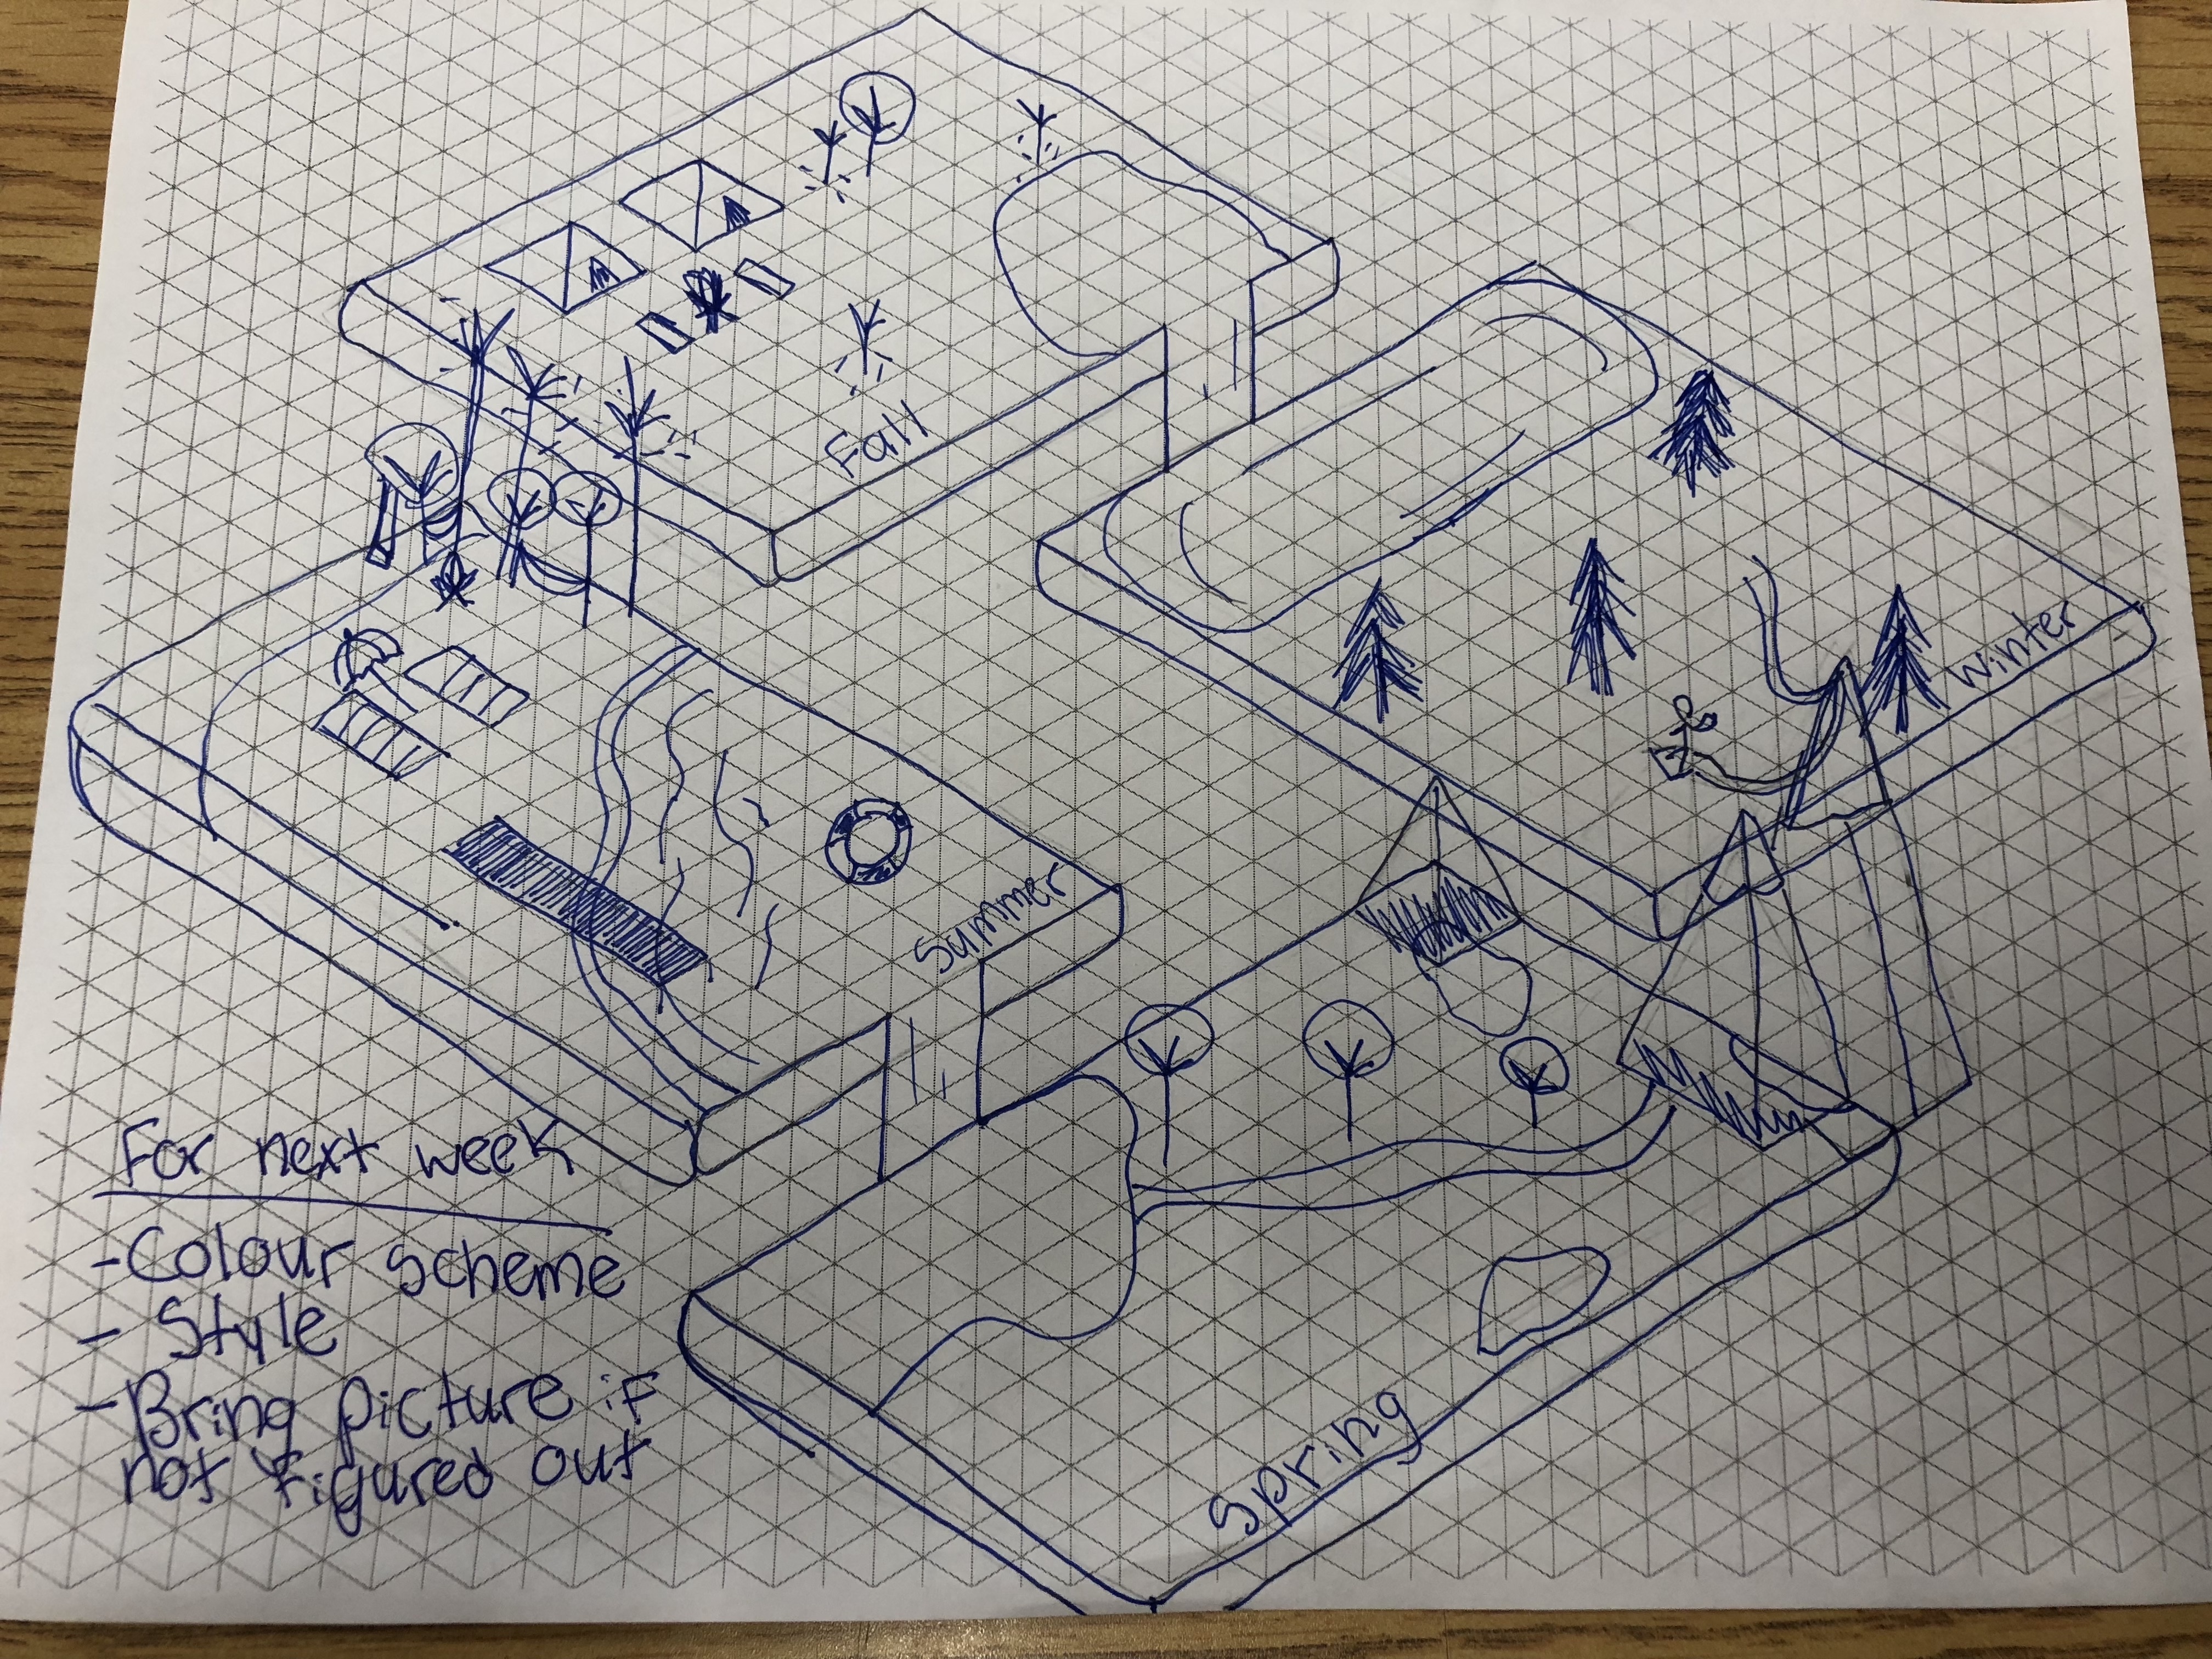 Fall
Winter
Summer
Spring
For next week
- Colour scheme
- Style
- Bring picture if
not figured out